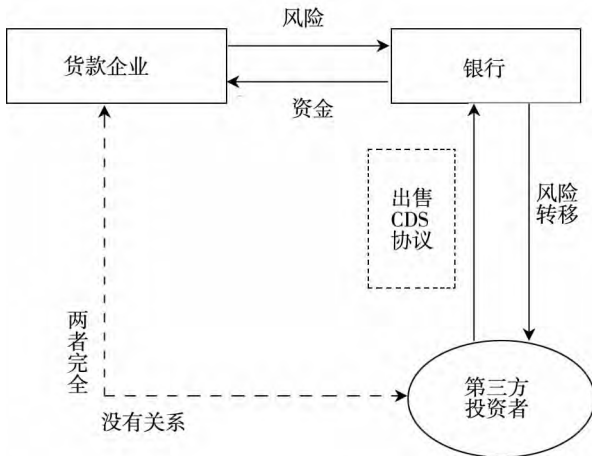 风险
货款企业
银行
资金
出售
CDS
协议
风险
转移
两者完全
没有关系
第三方
投资者